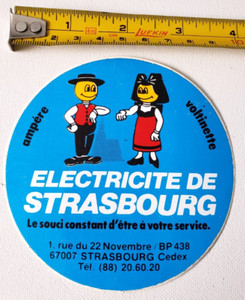 LUFKIN
ampère
voltinette
ELECTRICITE DE
STRASBOURG
Le souci constant d'être à votre service.
1. rue du 22 Novembre / BP 438
67007 STRASBOURG Cedex
Tel. (88) 20.60.20